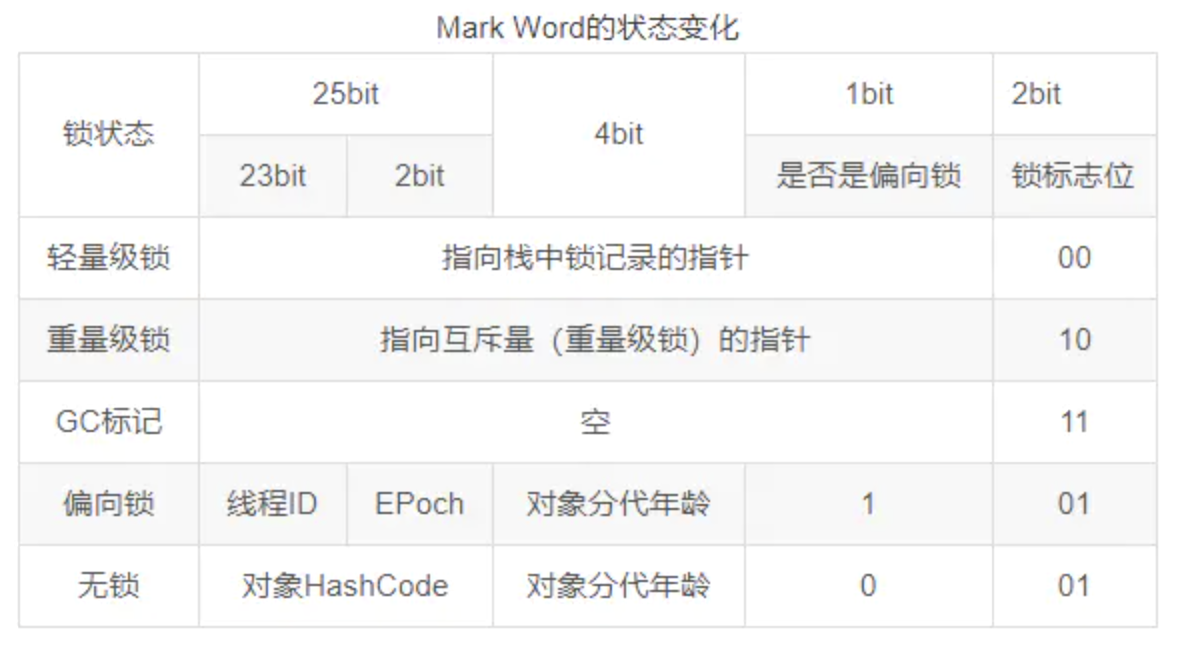 Mark Word的状态变化
锁状态 25bit 4bit 1bit 2bit
23bit 2bit 是否是偏向锁 锁标志位
轻量级锁 指向栈中锁记录的指针 00
重量级锁 指向互斥量（重量级锁）的指针 10
GC标记 空 11
偏向锁 线程ID EPoch 对象分代年龄 1 01
无锁 对象HashCode 对象分代年龄 0 01